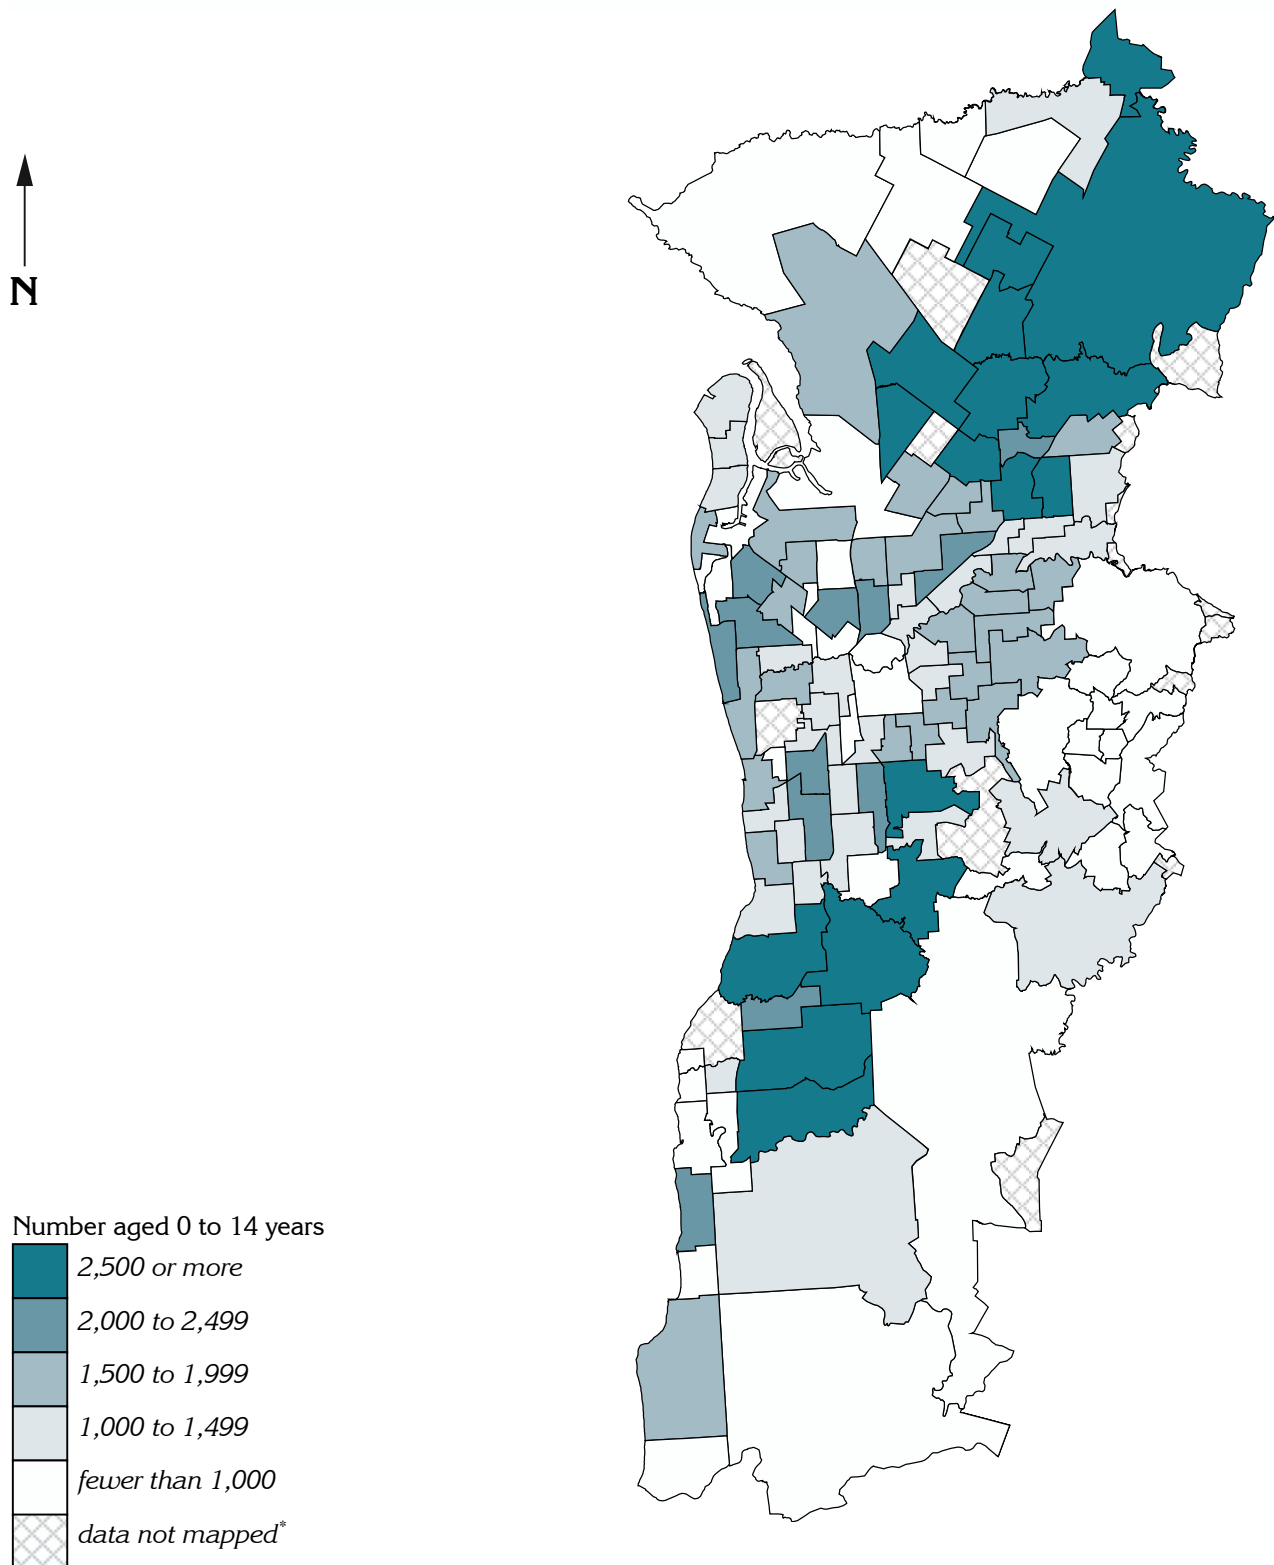 N
Number aged 0 to 14 years
2,500 or more
2,000 to 2,499
1,500 to 1,999
1,000 to 1,499
fewer than 1,000
data not mapped*